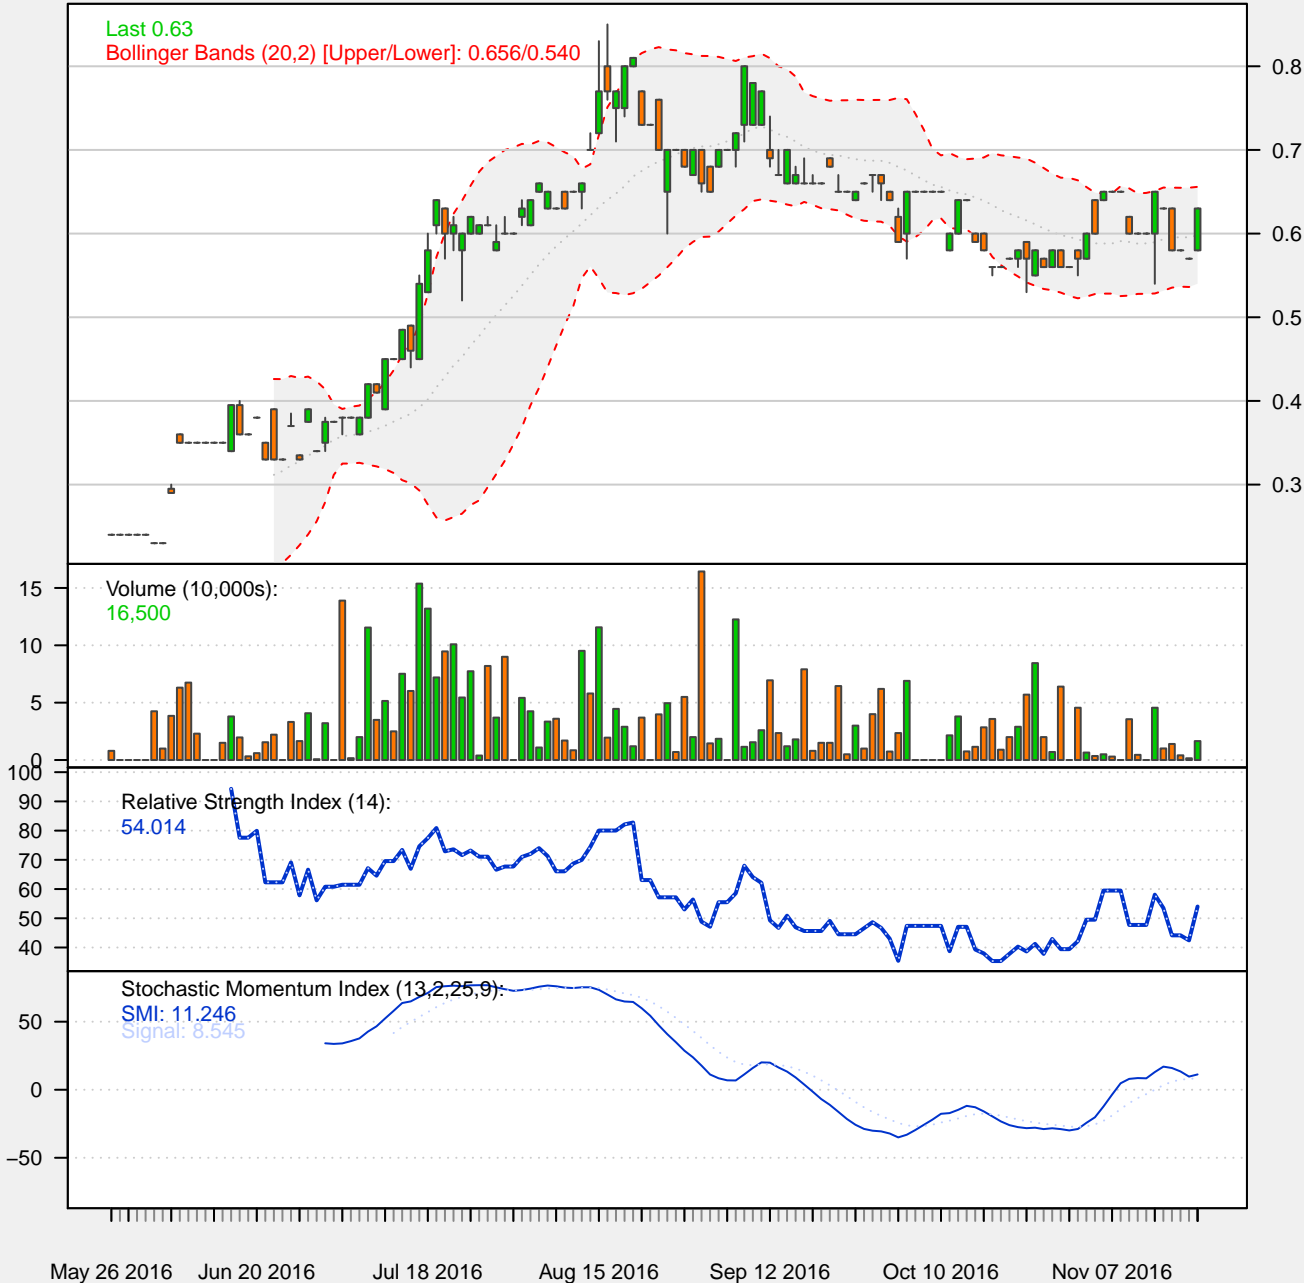 Last 0.63
Bollinger Bands (20,2) [Upper/Lower]: 0.656/0.540
0.8
0.7
0.6
0.5
0.4
0.3
Volume (10,000s):
16,500
15
10
5
0
Relative Strength Index (14):
54.014
100
90
80
70
60
50
40
Stochastic Momentum Index (13,2,25,9):
SMI: 11.246
Signal: 8.545
50
0
−50
May 26 2016 Jun 20 2016 Jul 18 2016 Aug 15 2016 Sep 12 2016 Oct 10 2016 Nov 07 2016